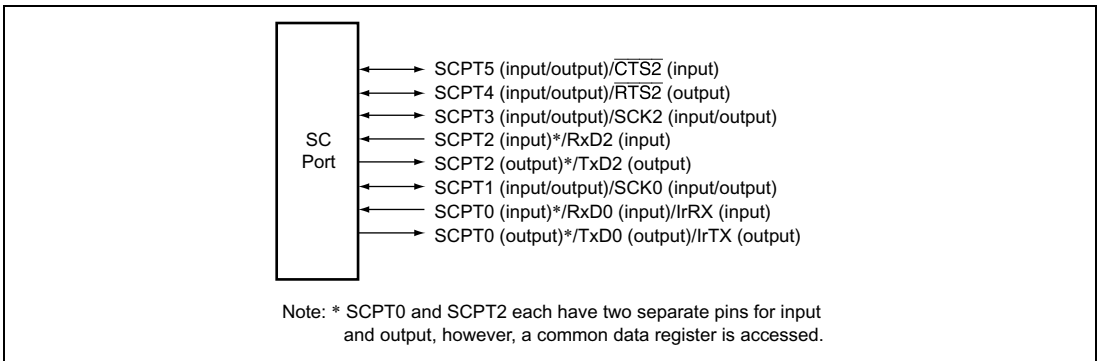 SC
Port
SCPT5 (input/output)/C̅T̅S̅2̅ (input)
SCPT4 (input/output)/R̅T̅S̅2̅ (output)
SCPT3 (input/output)/SCK2 (input/output)
SCPT2 (input)*/RxD2 (input)
SCPT2 (output)*/TxD2 (output)
SCPT1 (input/output)/SCK0 (input/output)
SCPT0 (input)*/RxD0 (input)/IrRX (input)
SCPT0 (output)*/TxD0 (output)/IrTX (output)
Note: * SCPT0 and SCPT2 each have two separate pins for input
and output, however, a common data register is accessed.